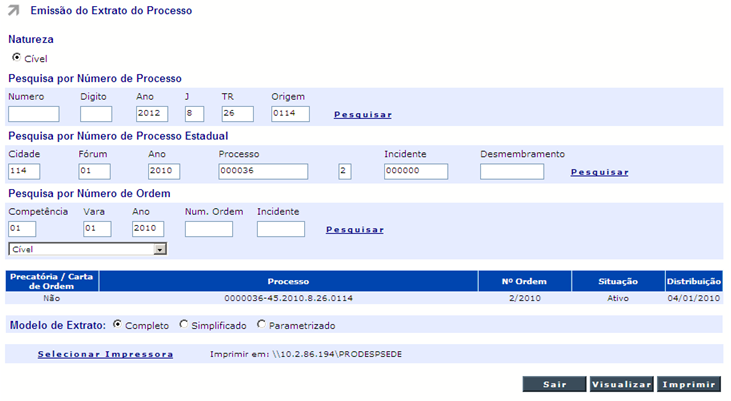 Emissão do Extrato do Processo
Natureza
Cível
Pesquisa por Número de Processo
Numero Digito Ano J TR Origem
2012 8 26 0114 Pesquisar
Pesquisa por Número de Processo Estadual
Cidade Fórum Ano Processo Incidente Desmembramento
114 01 2010 000036 2 000000 Pesquisar
Pesquisa por Número de Ordem
Competência Vara Ano Num. Ordem Incidente
01 01 2010 Pesquisar
Cível
Precatória / Carta de Ordem Processo Nº Ordem Situação Distribuição
Não 0000036-45.2010.8.26.0114 2/2010 Ativo 04/01/2010
Modelo de Extrato: Completo Simplificado Parametrizado
Selecionar Impressora Imprimir em: \\10.2.86.194\PRODESPSEDE
Sair Visualizar Imprimir